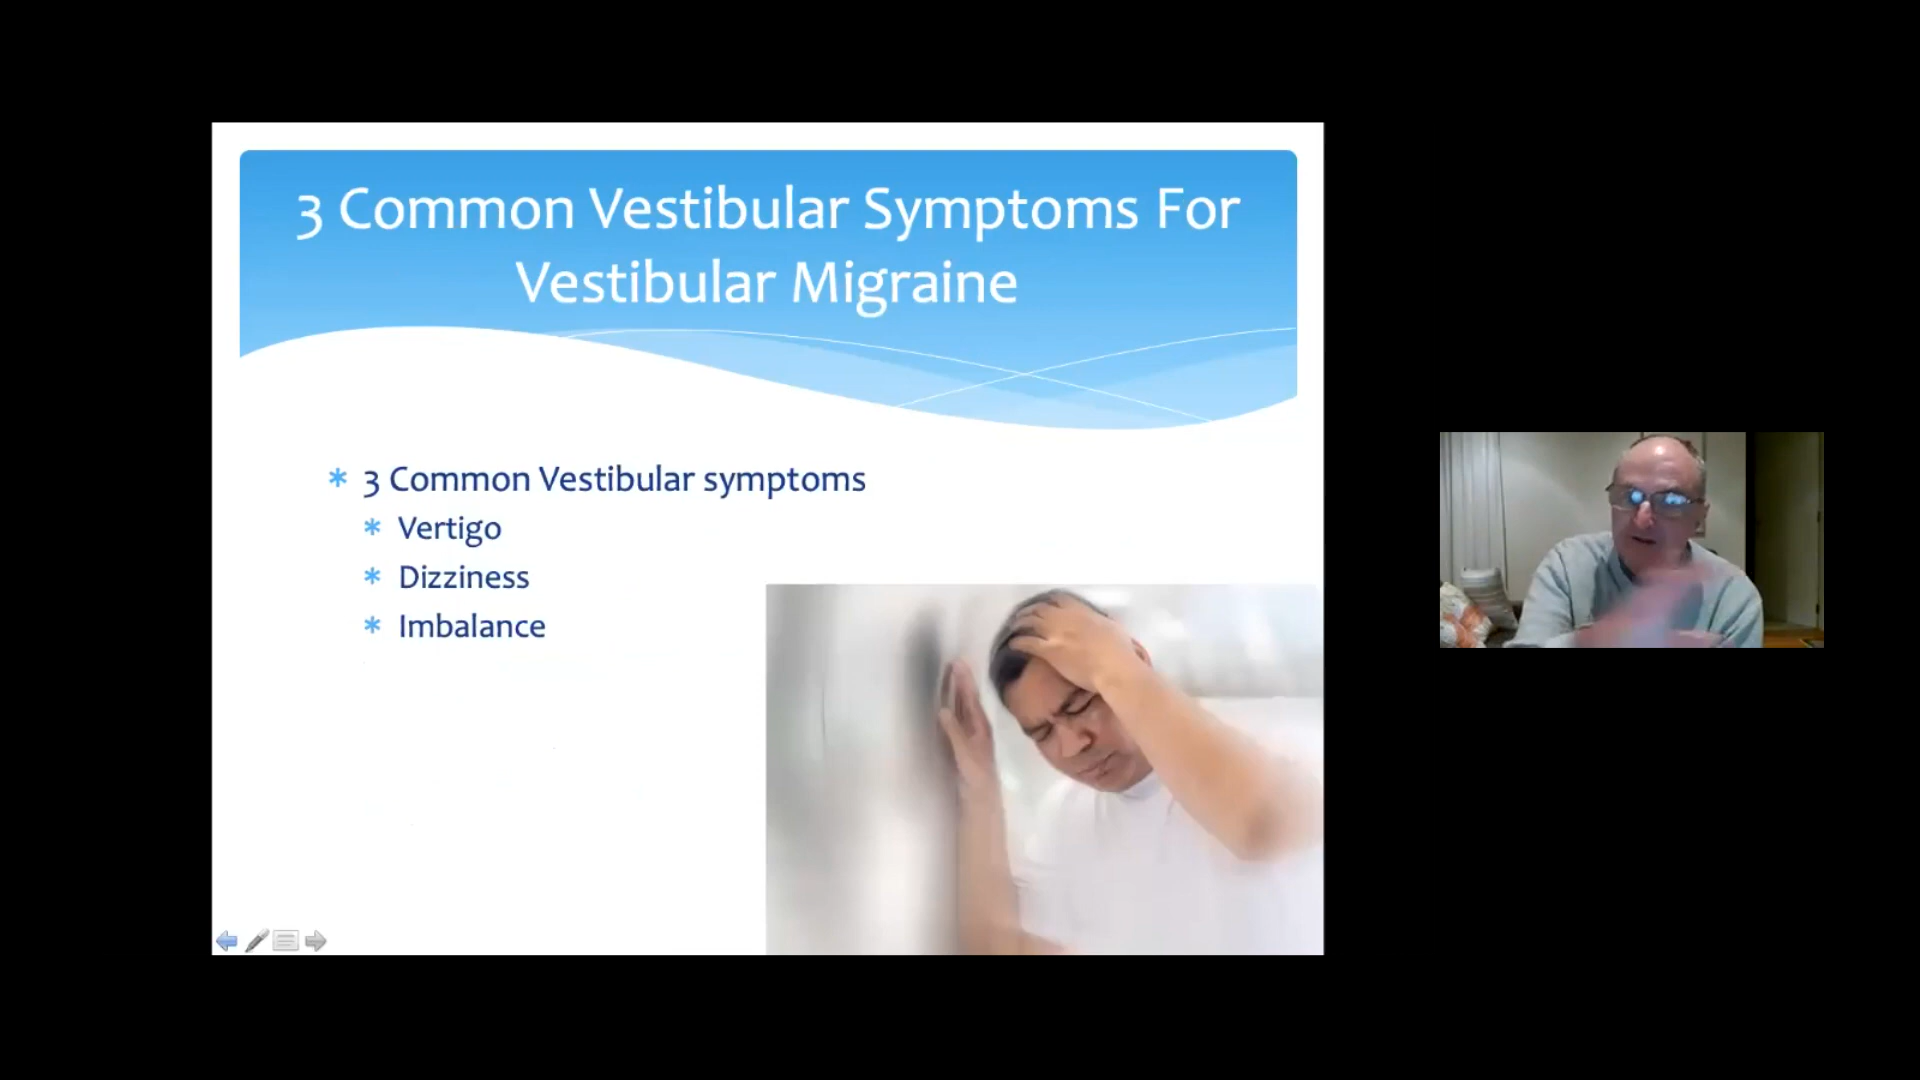 3 Common Vestibular Symptoms For
Vestibular Migraine
* 3 Common Vestibular symptoms
* Vertigo
* Dizziness
* Imbalance